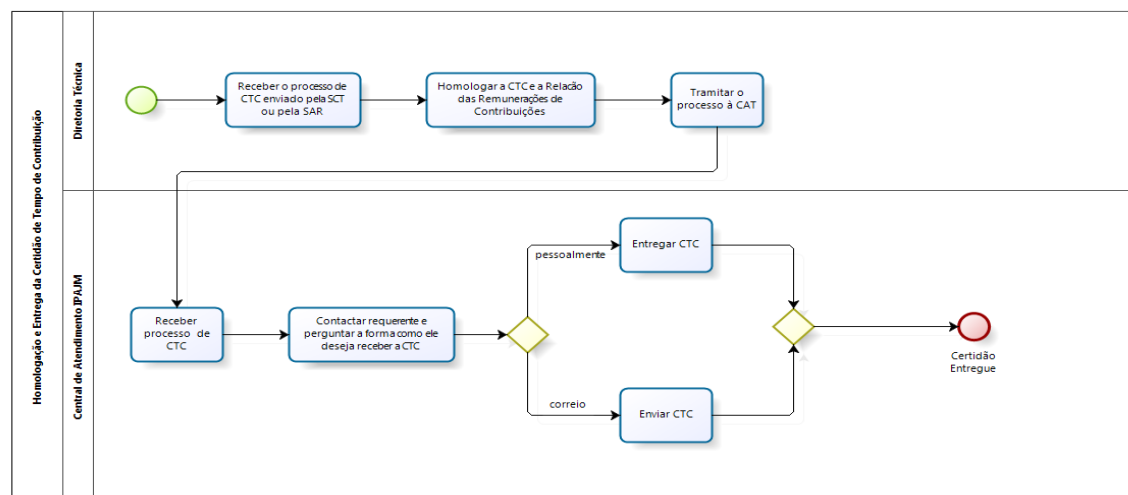 Homologação e Entrega da Certidão de Tempo de Contribuição
Diretoria Técnica
Receber o processo de
CTC enviado pela SCT
ou pela SAR
Homologar a CTC e a Relacão
das Remunerações de
Contribuições
Tramitar o
processo à CAT
Central de Atendimento IPAJM
Receber
processo de
CTC
Contactar requerente e
perguntar a forma como ele
deseja receber a CTC
pessoalmente
Entregar CTC
correio
Enviar CTC
Certidão
Entregue